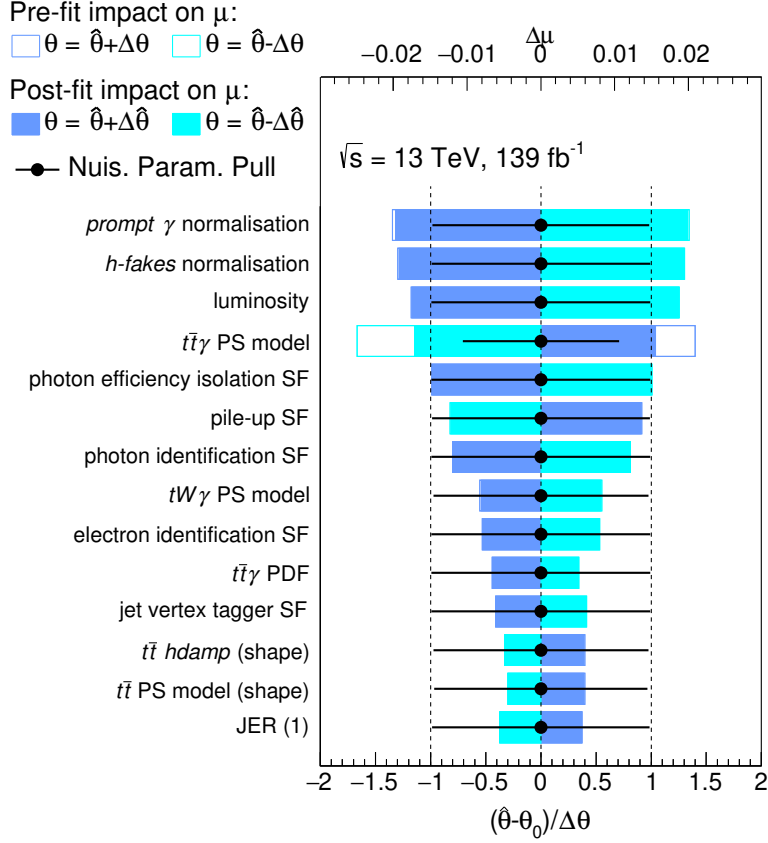 Pre-fit impact on μ:
θ = θ̂+Δθ   θ = θ̂-Δθ
Post-fit impact on μ:
θ = θ̂+Δθ̂   θ = θ̂-Δθ̂
Nuis. Param. Pull
Δμ
−0.02 −0.01 0 0.01 0.02
√s = 13 TeV, 139 fb⁻¹
prompt γ normalisation
h-fakes normalisation
luminosity
tt̄γ PS model
photon efficiency isolation SF
pile-up SF
photon identification SF
tWγ PS model
electron identification SF
tt̄γ PDF
jet vertex tagger SF
tt̄ hdamp (shape)
tt̄ PS model (shape)
JER (1)
−2 −1.5 −1 −0.5 0 0.5 1 1.5 2
(θ̂-θ₀)/Δθ